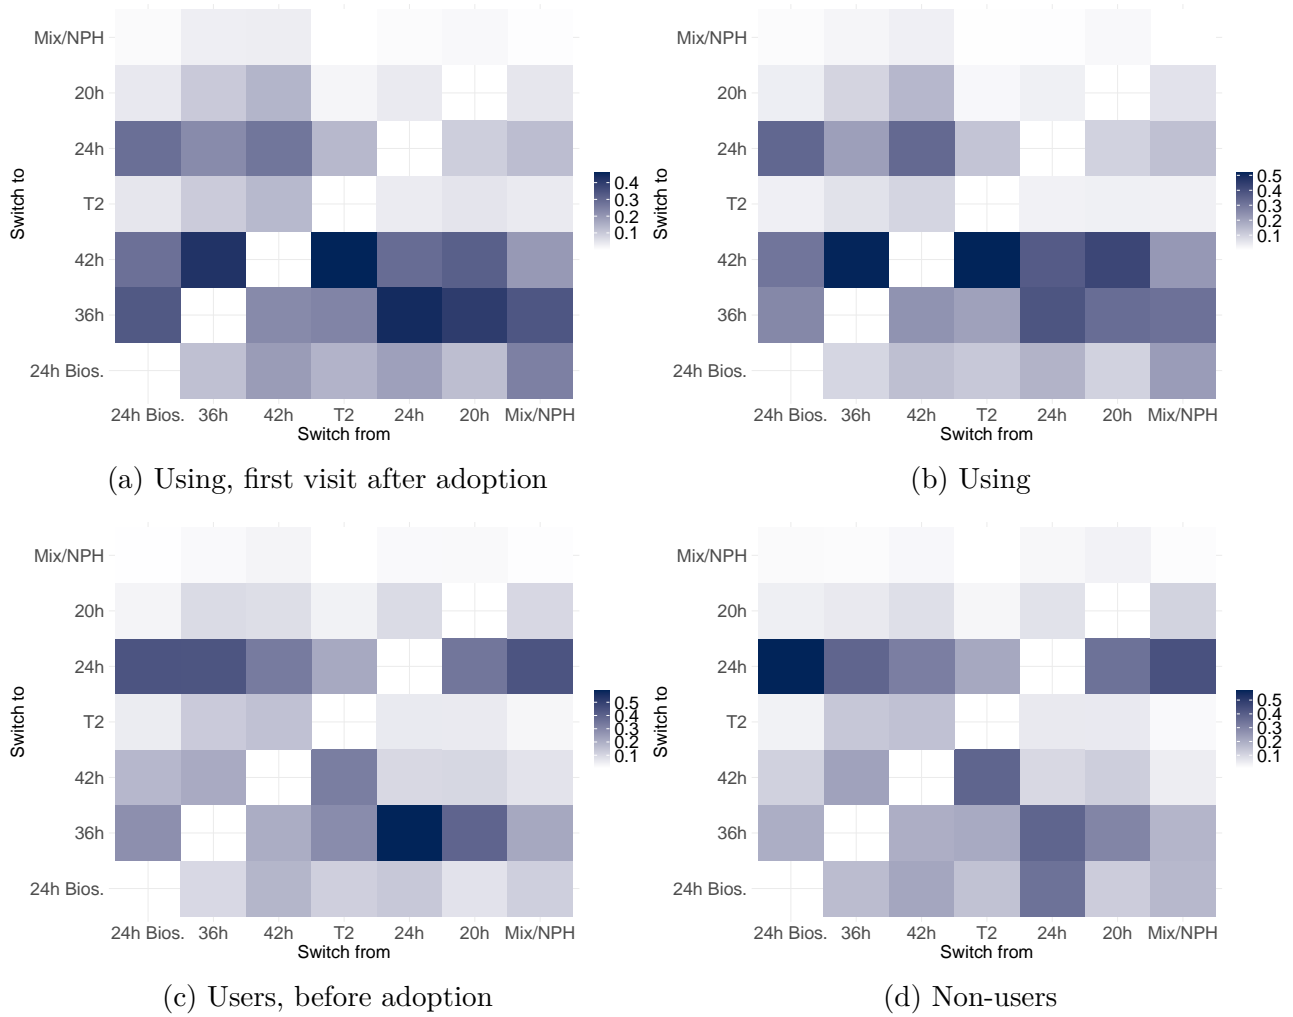 Mix/NPH
20h
24h
T2
42h
36h
24h Bios.
Switch to
24h Bios. 36h 42h T2 24h 20h Mix/NPH
Switch from
0.4
0.3
0.2
0.1
(a) Using, first visit after adoption
Mix/NPH
20h
24h
T2
42h
36h
24h Bios.
Switch to
24h Bios. 36h 42h T2 24h 20h Mix/NPH
Switch from
0.5
0.4
0.3
0.2
0.1
(b) Using
Mix/NPH
20h
24h
T2
42h
36h
24h Bios.
Switch to
24h Bios. 36h 42h T2 24h 20h Mix/NPH
Switch from
0.5
0.4
0.3
0.2
0.1
(c) Users, before adoption
Mix/NPH
20h
24h
T2
42h
36h
24h Bios.
Switch to
24h Bios. 36h 42h T2 24h 20h Mix/NPH
Switch from
0.5
0.4
0.3
0.2
0.1
(d) Non-users